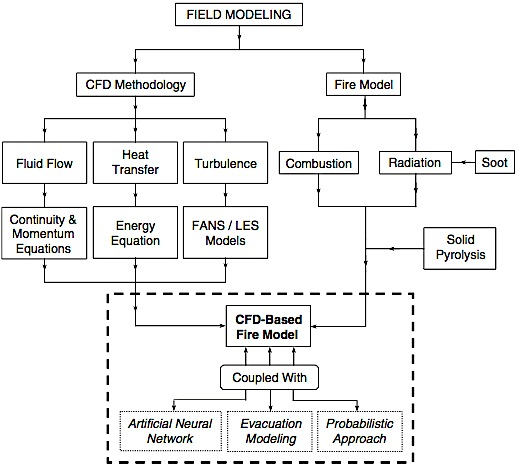 FIELD MODELING
CFD Methodology
Fire Model
Fluid Flow
Heat
Transfer
Turbulence
Combustion
Radiation
Soot
Continuity &
Momentum
Equations
Energy
Equation
FANS / LES
Models
Solid
Pyrolysis
CFD-Based
Fire Model
Coupled With
Artificial Neural
Network
Evacuation
Modeling
Probabilistic
Approach